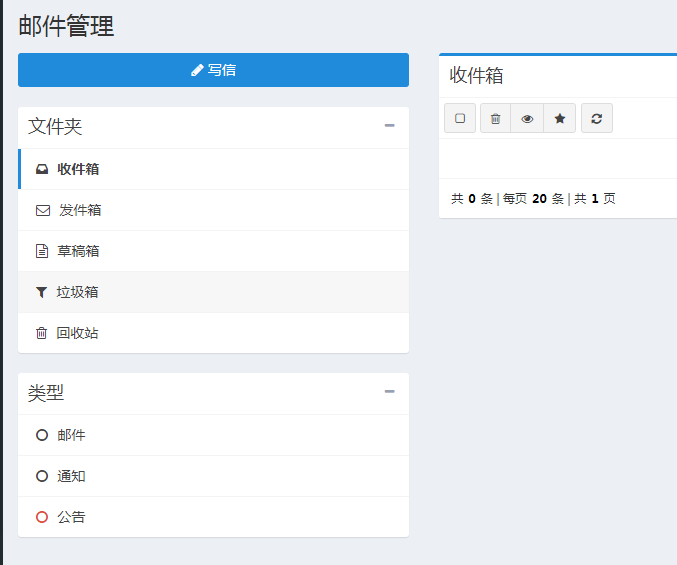 邮件管理
写信
文件夹
收件箱
发件箱
草稿箱
垃圾箱
回收站
类型
邮件
通知
公告
收件箱
共 0 条 | 每页 20 条 | 共 1 页